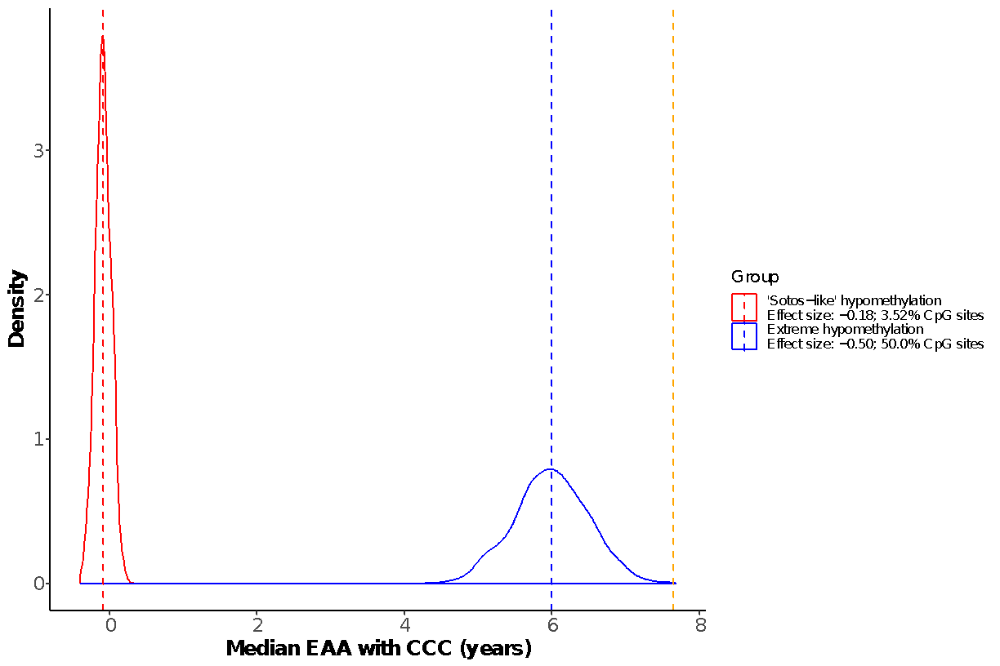 3
2
1
0
Density
0
2
4
6
8
Median EAA with CCC (years)
Group
'Sotos−like' hypomethylation
Effect size: −0.18; 3.52% CpG sites
Extreme hypomethylation
Effect size: −0.50; 50.0% CpG sites